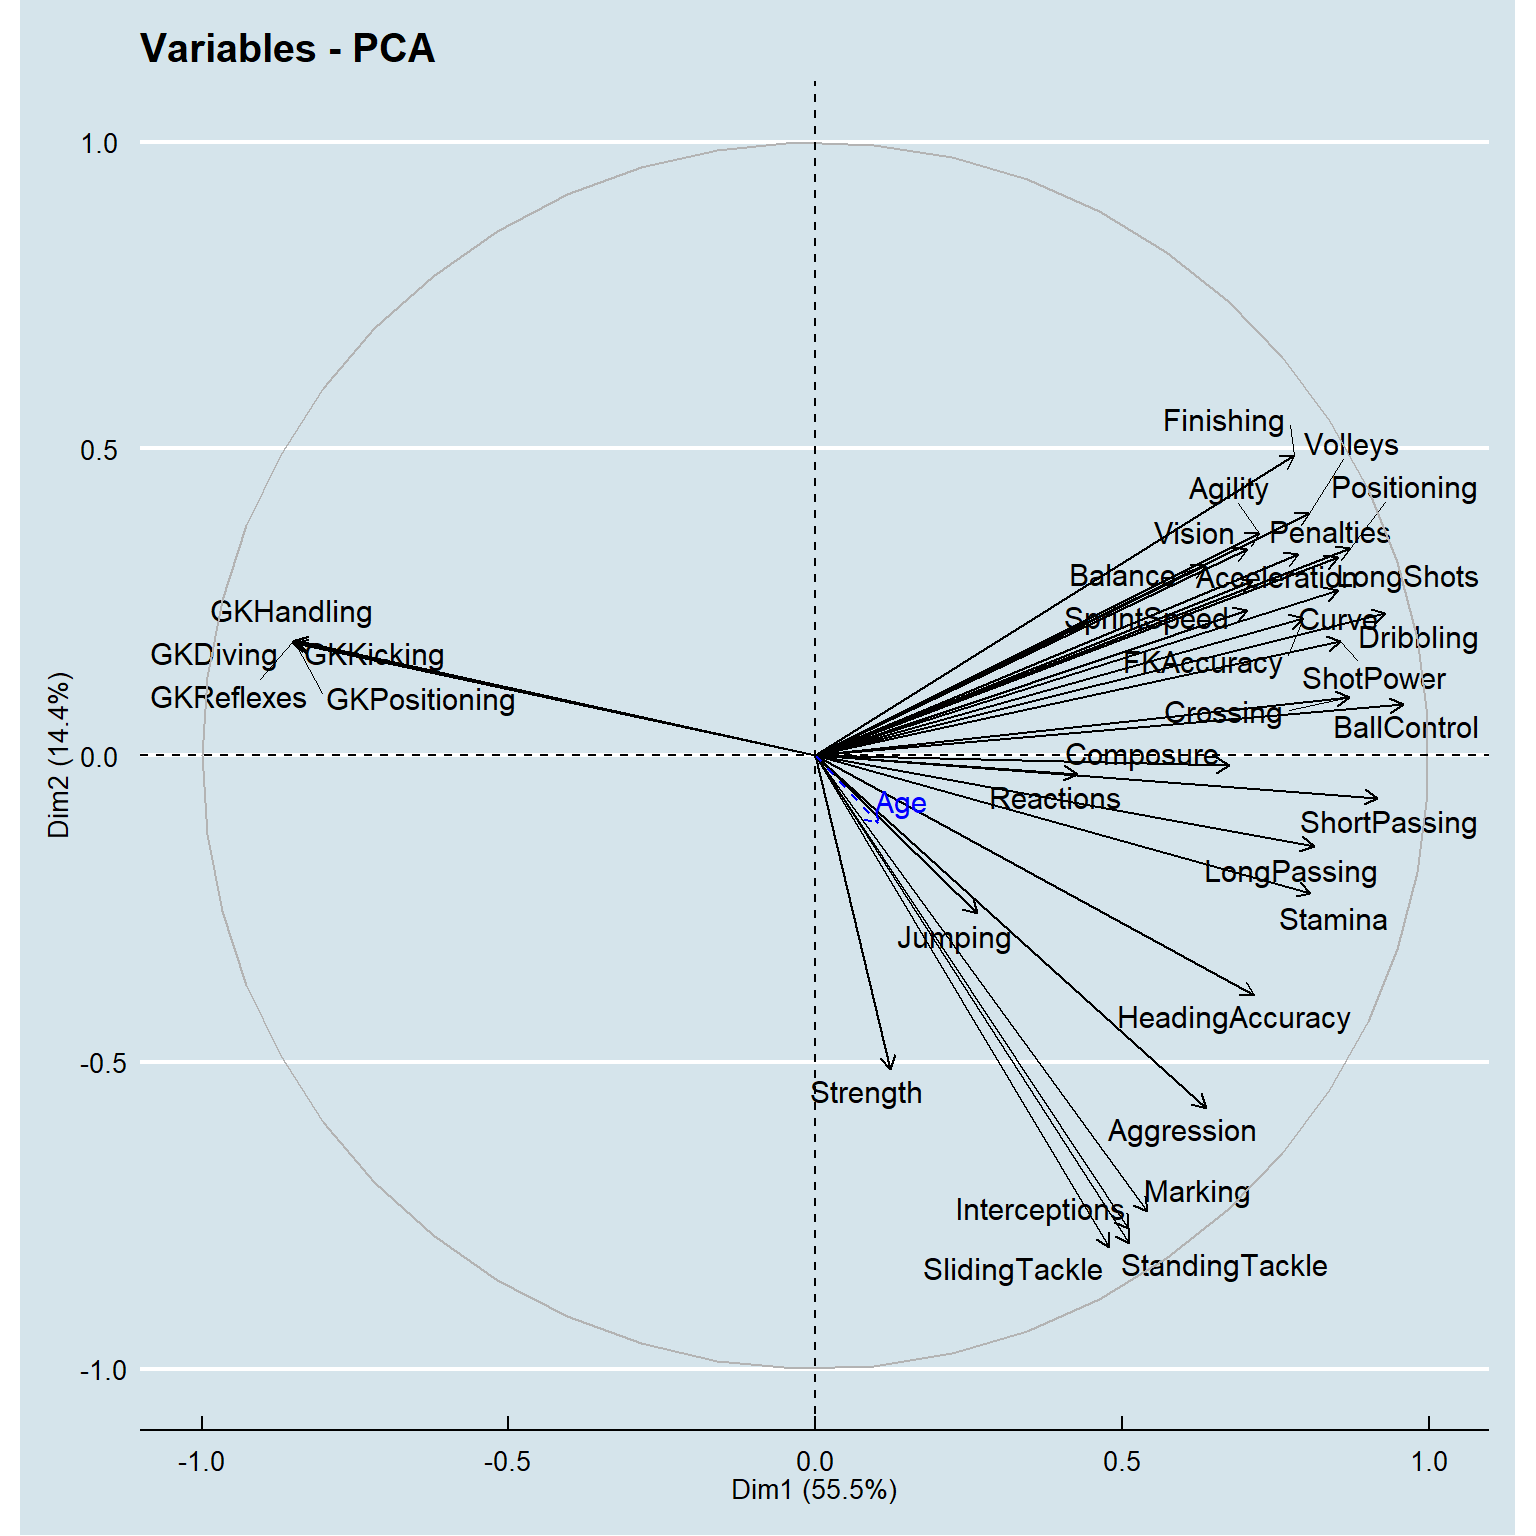 Variables - PCA
1.0
Finishing
Volleys
0.5
Agility
Positioning
Vision
Penalties
Balance
Acceleration
LongShots
GKHandling
SprintSpeed
Curve
Dribbling
GKDiving
GKKicking
FKAccuracy
ShotPower
GKReflexes
GKPositioning
Crossing
BallControl
Dim2 (14.4%)
0.0
Composure
Age
Reactions
ShortPassing
LongPassing
Stamina
Jumping
HeadingAccuracy
-0.5
Strength
Aggression
Marking
Interceptions
SlidingTackle
StandingTackle
-1.0
-1.0
-0.5
0.0
0.5
1.0
Dim1 (55.5%)